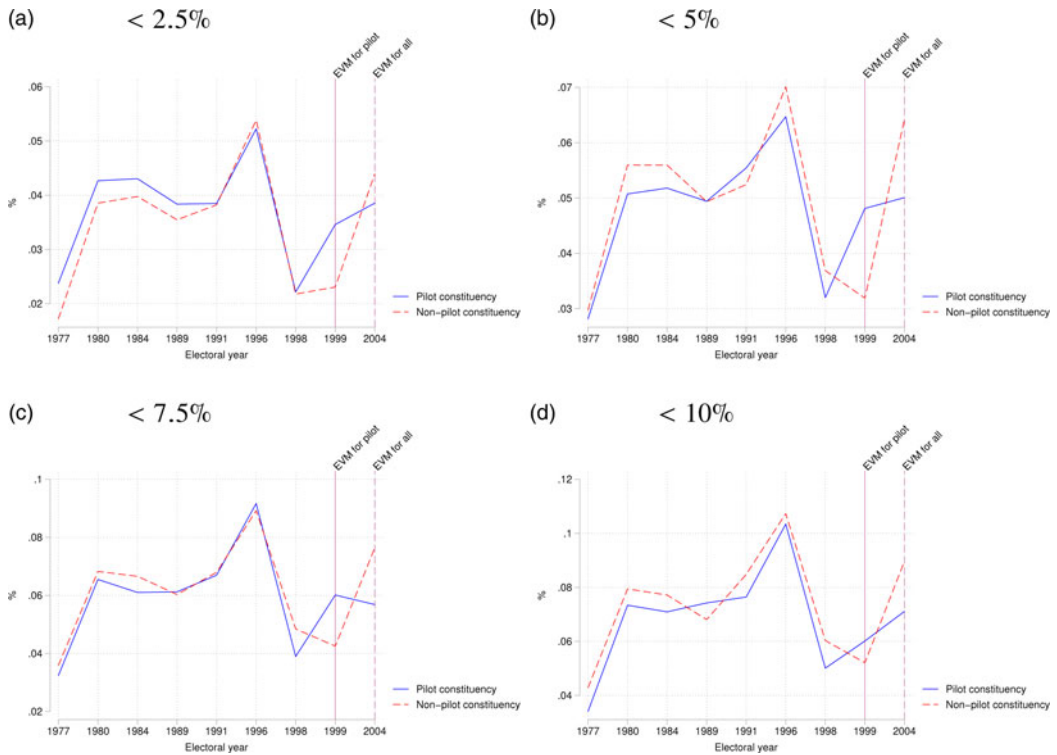 (a) < 2.5%
EVM for pilot
EVM for all
.06
.05
.04
.03
.02
%
1977 1980 1984 1989 1991 1996 1998 1999 2004
Electoral year
Pilot constituency
Non-pilot constituency
(b) < 5%
EVM for pilot
EVM for all
.07
.06
.05
.04
.03
%
1977 1980 1984 1989 1991 1996 1998 1999 2004
Electoral year
Pilot constituency
Non-pilot constituency
(c) < 7.5%
EVM for pilot
EVM for all
.1
.08
.06
.04
.02
%
1977 1980 1984 1989 1991 1996 1998 1999 2004
Electoral year
Pilot constituency
Non-pilot constituency
(d) < 10%
EVM for pilot
EVM for all
.12
.1
.08
.06
.04
%
1977 1980 1984 1989 1991 1996 1998 1999 2004
Electoral year
Pilot constituency
Non-pilot constituency